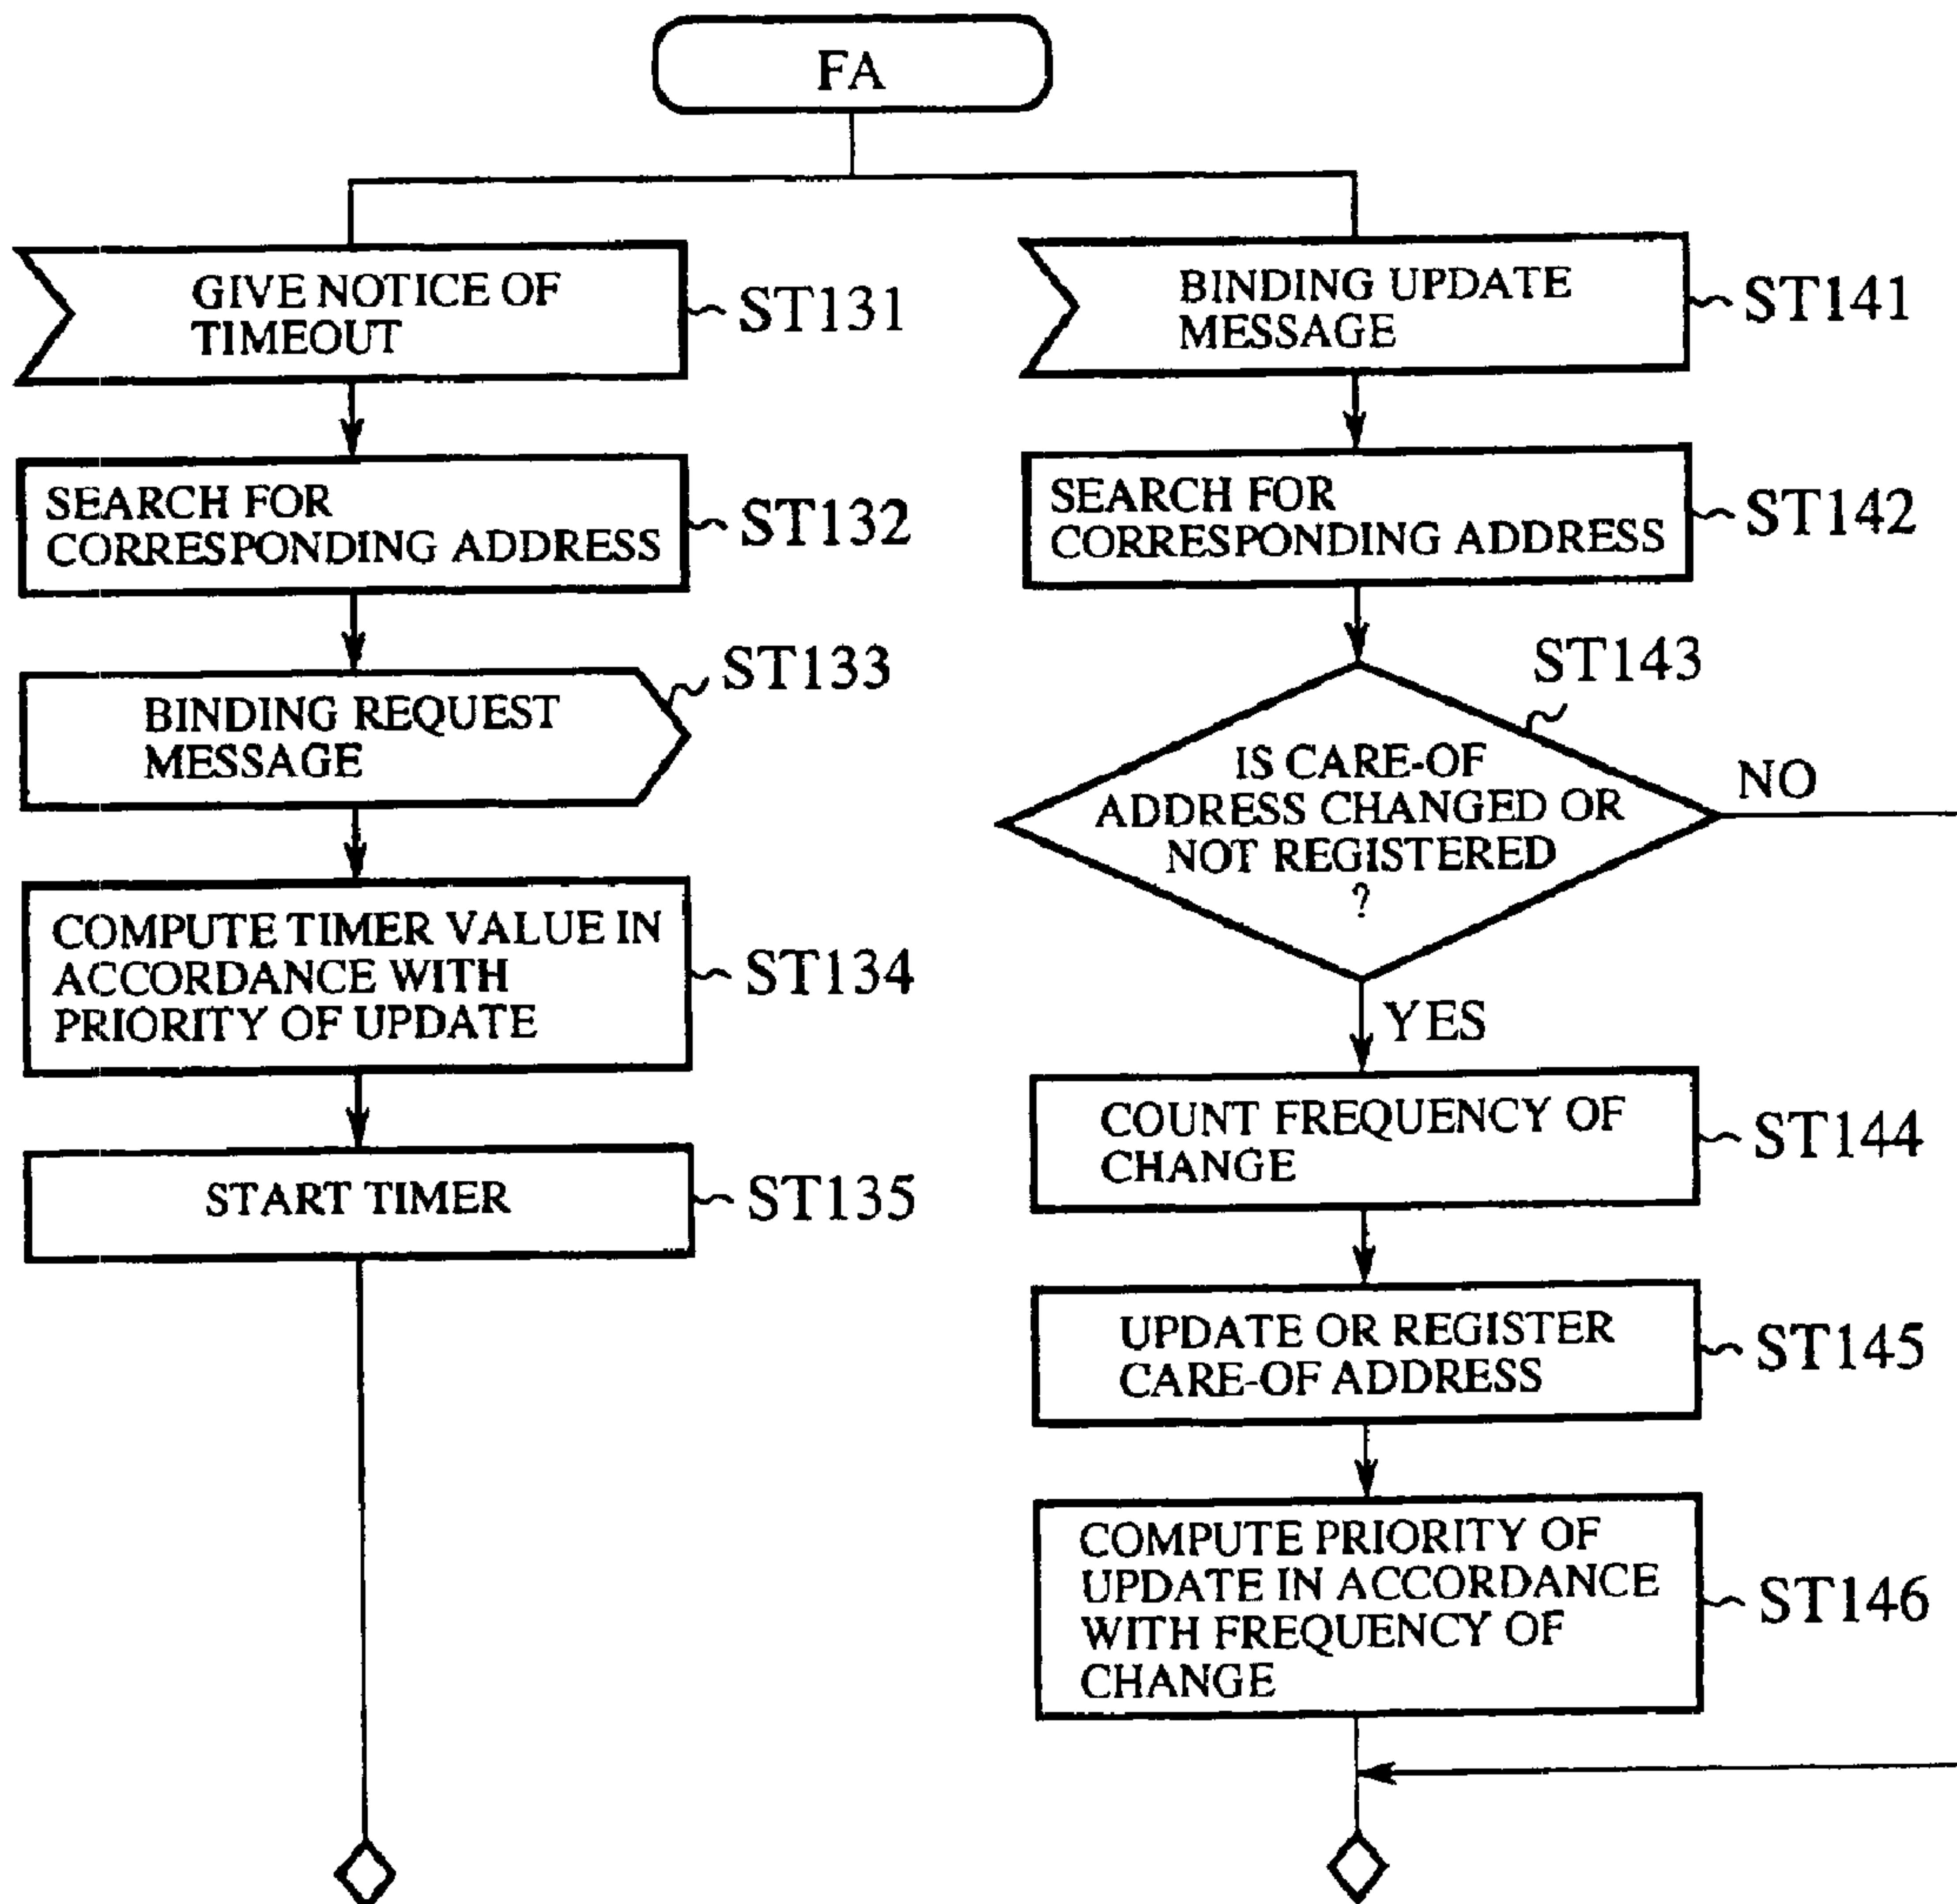 FA
GIVE NOTICE OF
TIMEOUT
ST131
SEARCH FOR
CORRESPONDING ADDRESS
ST132
BINDING REQUEST
MESSAGE
ST133
COMPUTE TIMER VALUE IN
ACCORDANCE WITH
PRIORITY OF UPDATE
ST134
START TIMER
ST135
BINDING UPDATE
MESSAGE
ST141
SEARCH FOR
CORRESPONDING ADDRESS
ST142
ST143
IS CARE-OF
ADDRESS CHANGED OR
NOT REGISTERED
?
NO
YES
COUNT FREQUENCY OF
CHANGE
ST144
UPDATE OR REGISTER
CARE-OF ADDRESS
ST145
COMPUTE PRIORITY OF
UPDATE IN ACCORDANCE
WITH FREQUENCY OF
CHANGE
ST146